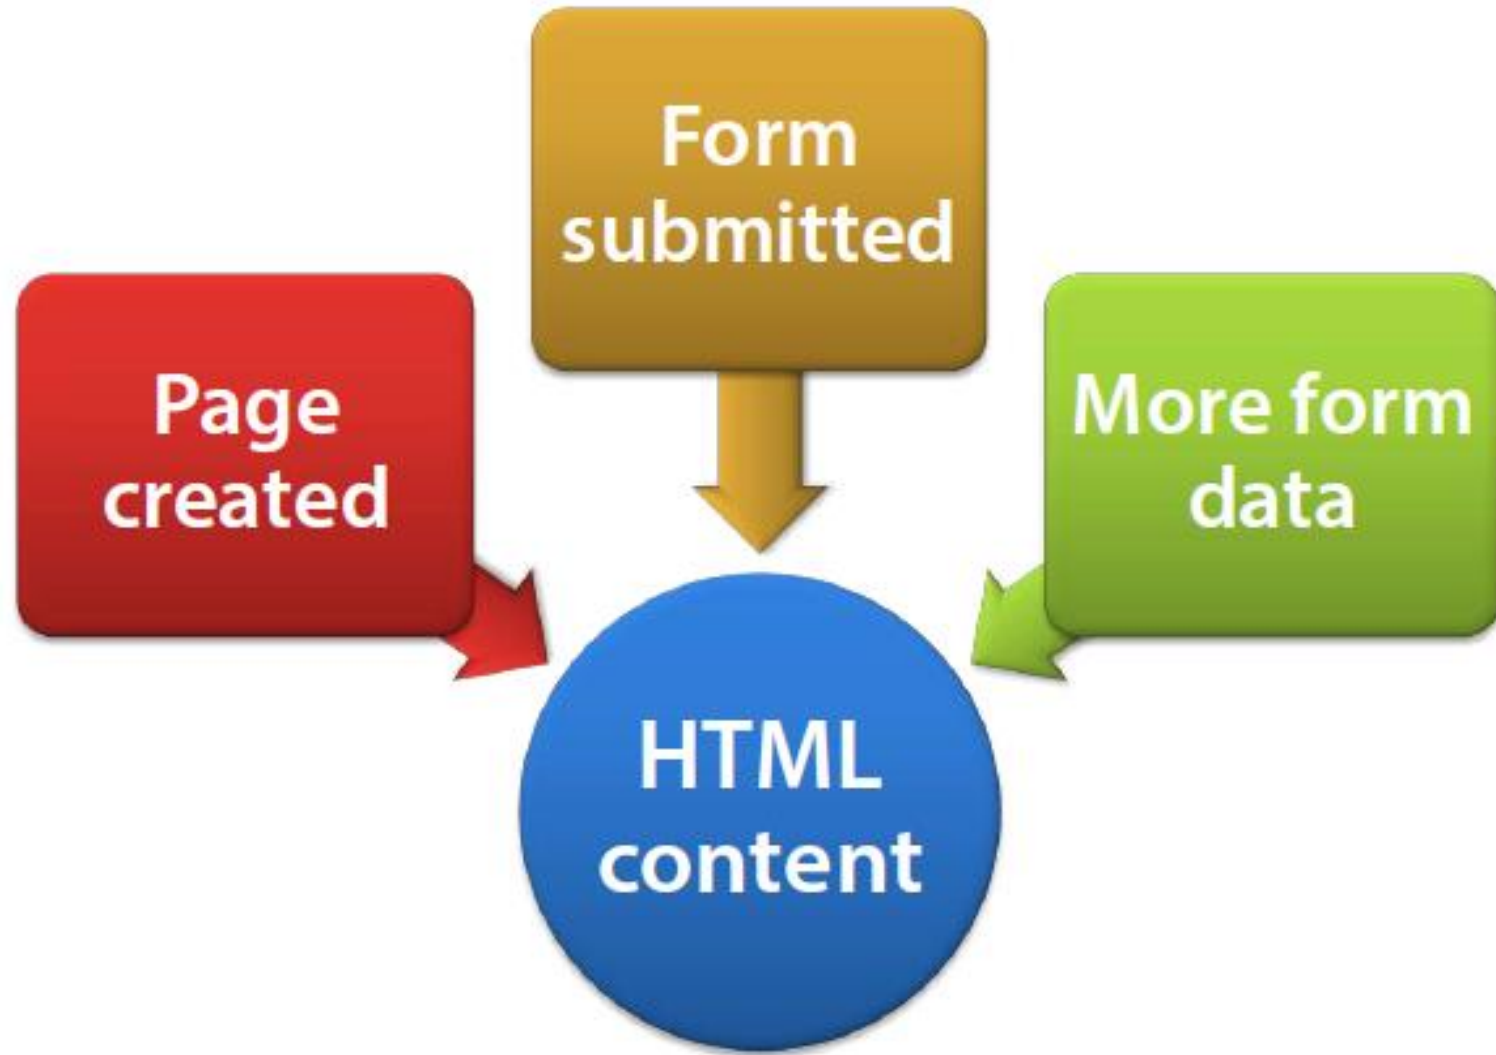 Form
submitted
Page
created
More form
data
HTML
content